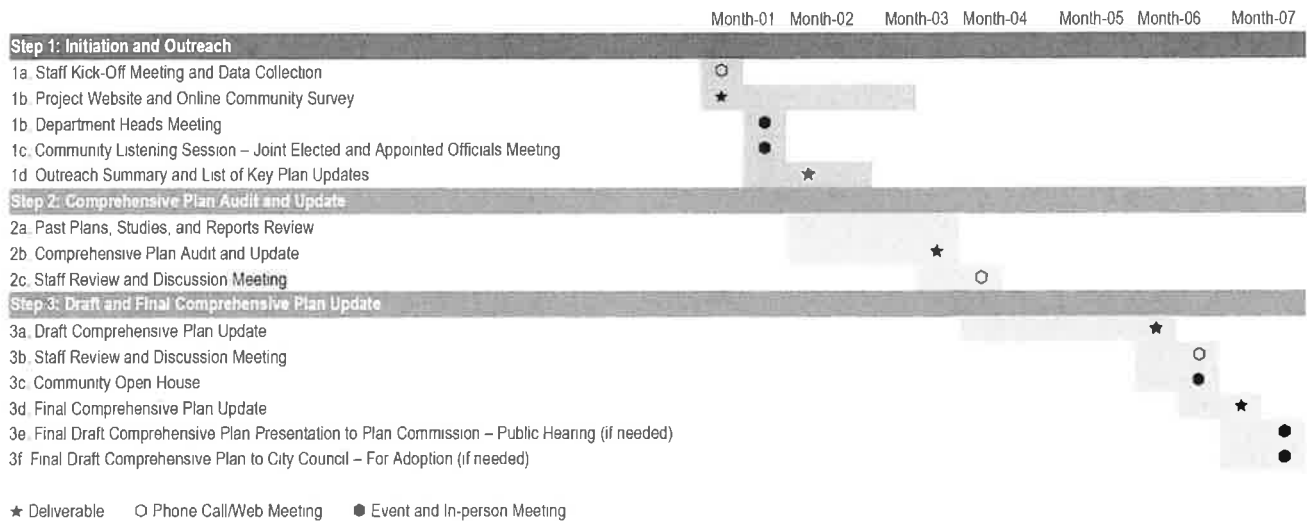 Month-01 Month-02 Month-03 Month-04 Month-05 Month-06 Month-07
Step 1: Initiation and Outreach
1a. Staff Kick-Off Meeting and Data Collection
1b. Project Website and Online Community Survey
1b. Department Heads Meeting
1c. Community Listening Session – Joint Elected and Appointed Officials Meeting
1d Outreach Summary and List of Key Plan Updates
Step 2: Comprehensive Plan Audit and Update
2a. Past Plans, Studies, and Reports Review
2b. Comprehensive Plan Audit and Update
2c. Staff Review and Discussion Meeting
Step 3: Draft and Final Comprehensive Plan Update
3a. Draft Comprehensive Plan Update
3b. Staff Review and Discussion Meeting
3c. Community Open House
3d. Final Comprehensive Plan Update
3e. Final Draft Comprehensive Plan Presentation to Plan Commission – Public Hearing (if needed)
3f Final Draft Comprehensive Plan to City Council – For Adoption (if needed)
★ Deliverable ⬡ Phone Call/Web Meeting ⬢ Event and In-person Meeting